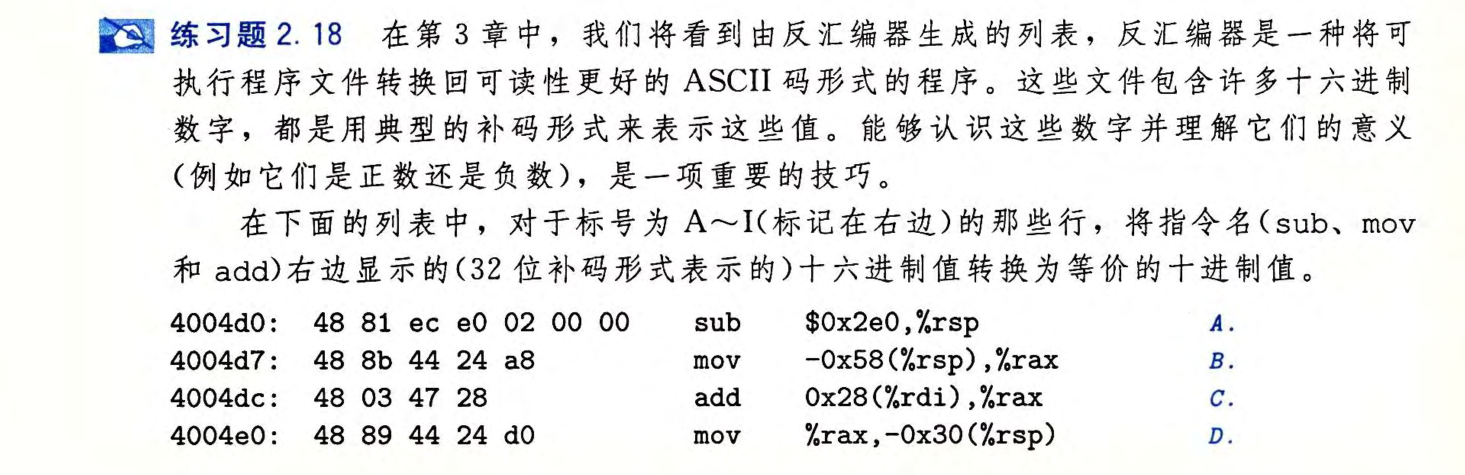 练习题 2.18 在第 3 章中，我们将看到由反汇编器生成的列表，反汇编器是一种将可
执行程序文件转换回可读性更好的 ASCII 码形式的程序。这些文件包含许多十六进制
数字，都是用典型的补码形式来表示这些值。能够认识这些数字并理解它们的意义
(例如它们是正数还是负数)，是一项重要的技巧。
在下面的列表中，对于标号为 A～I(标记在右边)的那些行，将指令名(sub、mov
和 add)右边显示的(32 位补码形式表示的)十六进制值转换为等价的十进制值。
4004d0: 48 81 ec e0 02 00 00 sub $0x2e0,%rsp A.
4004d7: 48 8b 44 24 a8 mov -0x58(%rsp),%rax B.
4004dc: 48 03 47 28 add 0x28(%rdi),%rax C.
4004e0: 48 89 44 24 d0 mov %rax,-0x30(%rsp) D.